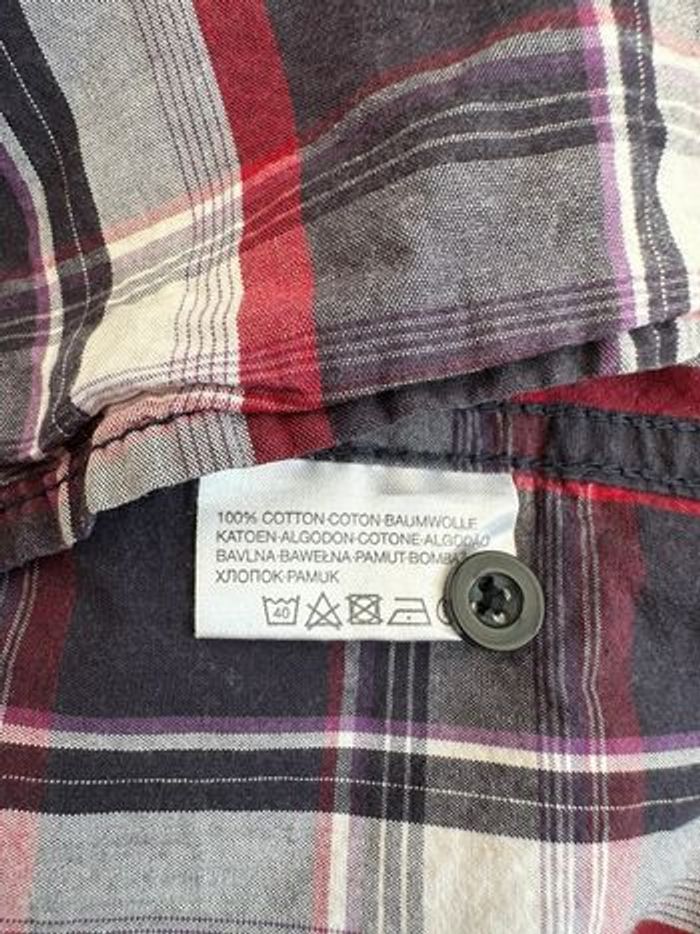 100% COTTON·COTON·BAUMWOLLE
KATOEN·ALGODON·COTONE·ALGODÃO
BAVLNA·BAWEŁNA·PAMUT·BOMBAŽ
ХЛОПОК·PAMUK
40